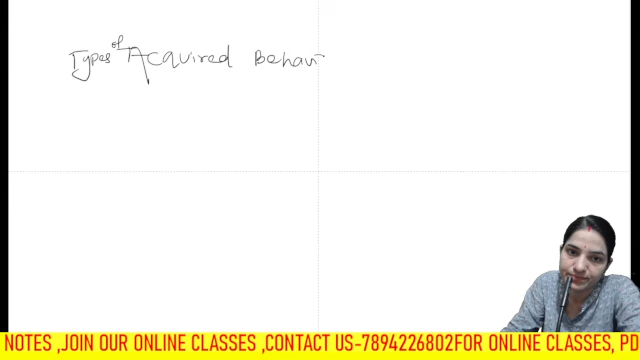 Types of Acquired Behavi
NOTES ,JOIN OUR ONLINE CLASSES ,CONTACT US-7894226802FOR ONLINE CLASSES, PD